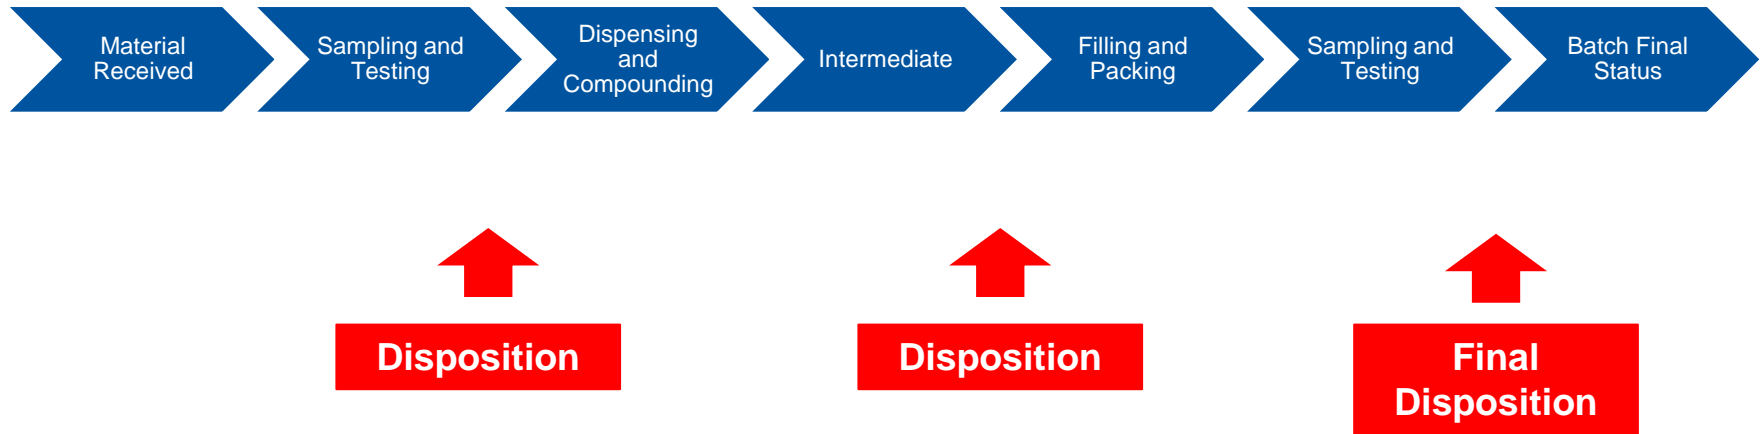 Material
Received
Sampling and
Testing
Dispensing
and
Compounding
Intermediate
Filling and
Packing
Sampling and
Testing
Batch Final
Status
Disposition
Disposition
Final
Disposition